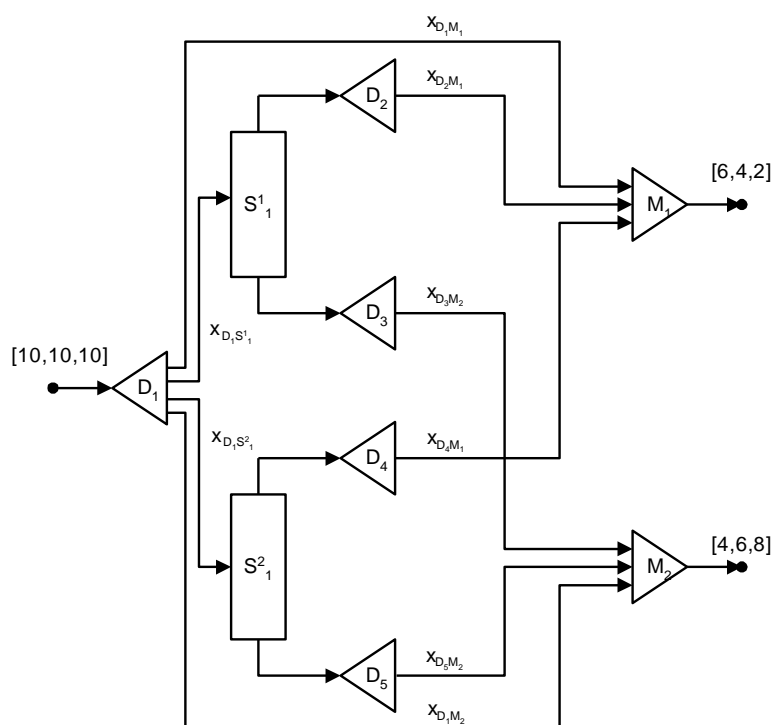 x_{D_1M_1}
x_{D_2M_1}
D_2
[6,4,2]
S^1_1
M_1
x_{D_3M_2}
D_3
x_{D_1S^1_1}
[10,10,10]
D_1
x_{D_1S^2_1}
x_{D_4M_1}
D_4
[4,6,8]
S^2_1
M_2
x_{D_5M_2}
D_5
x_{D_1M_2}